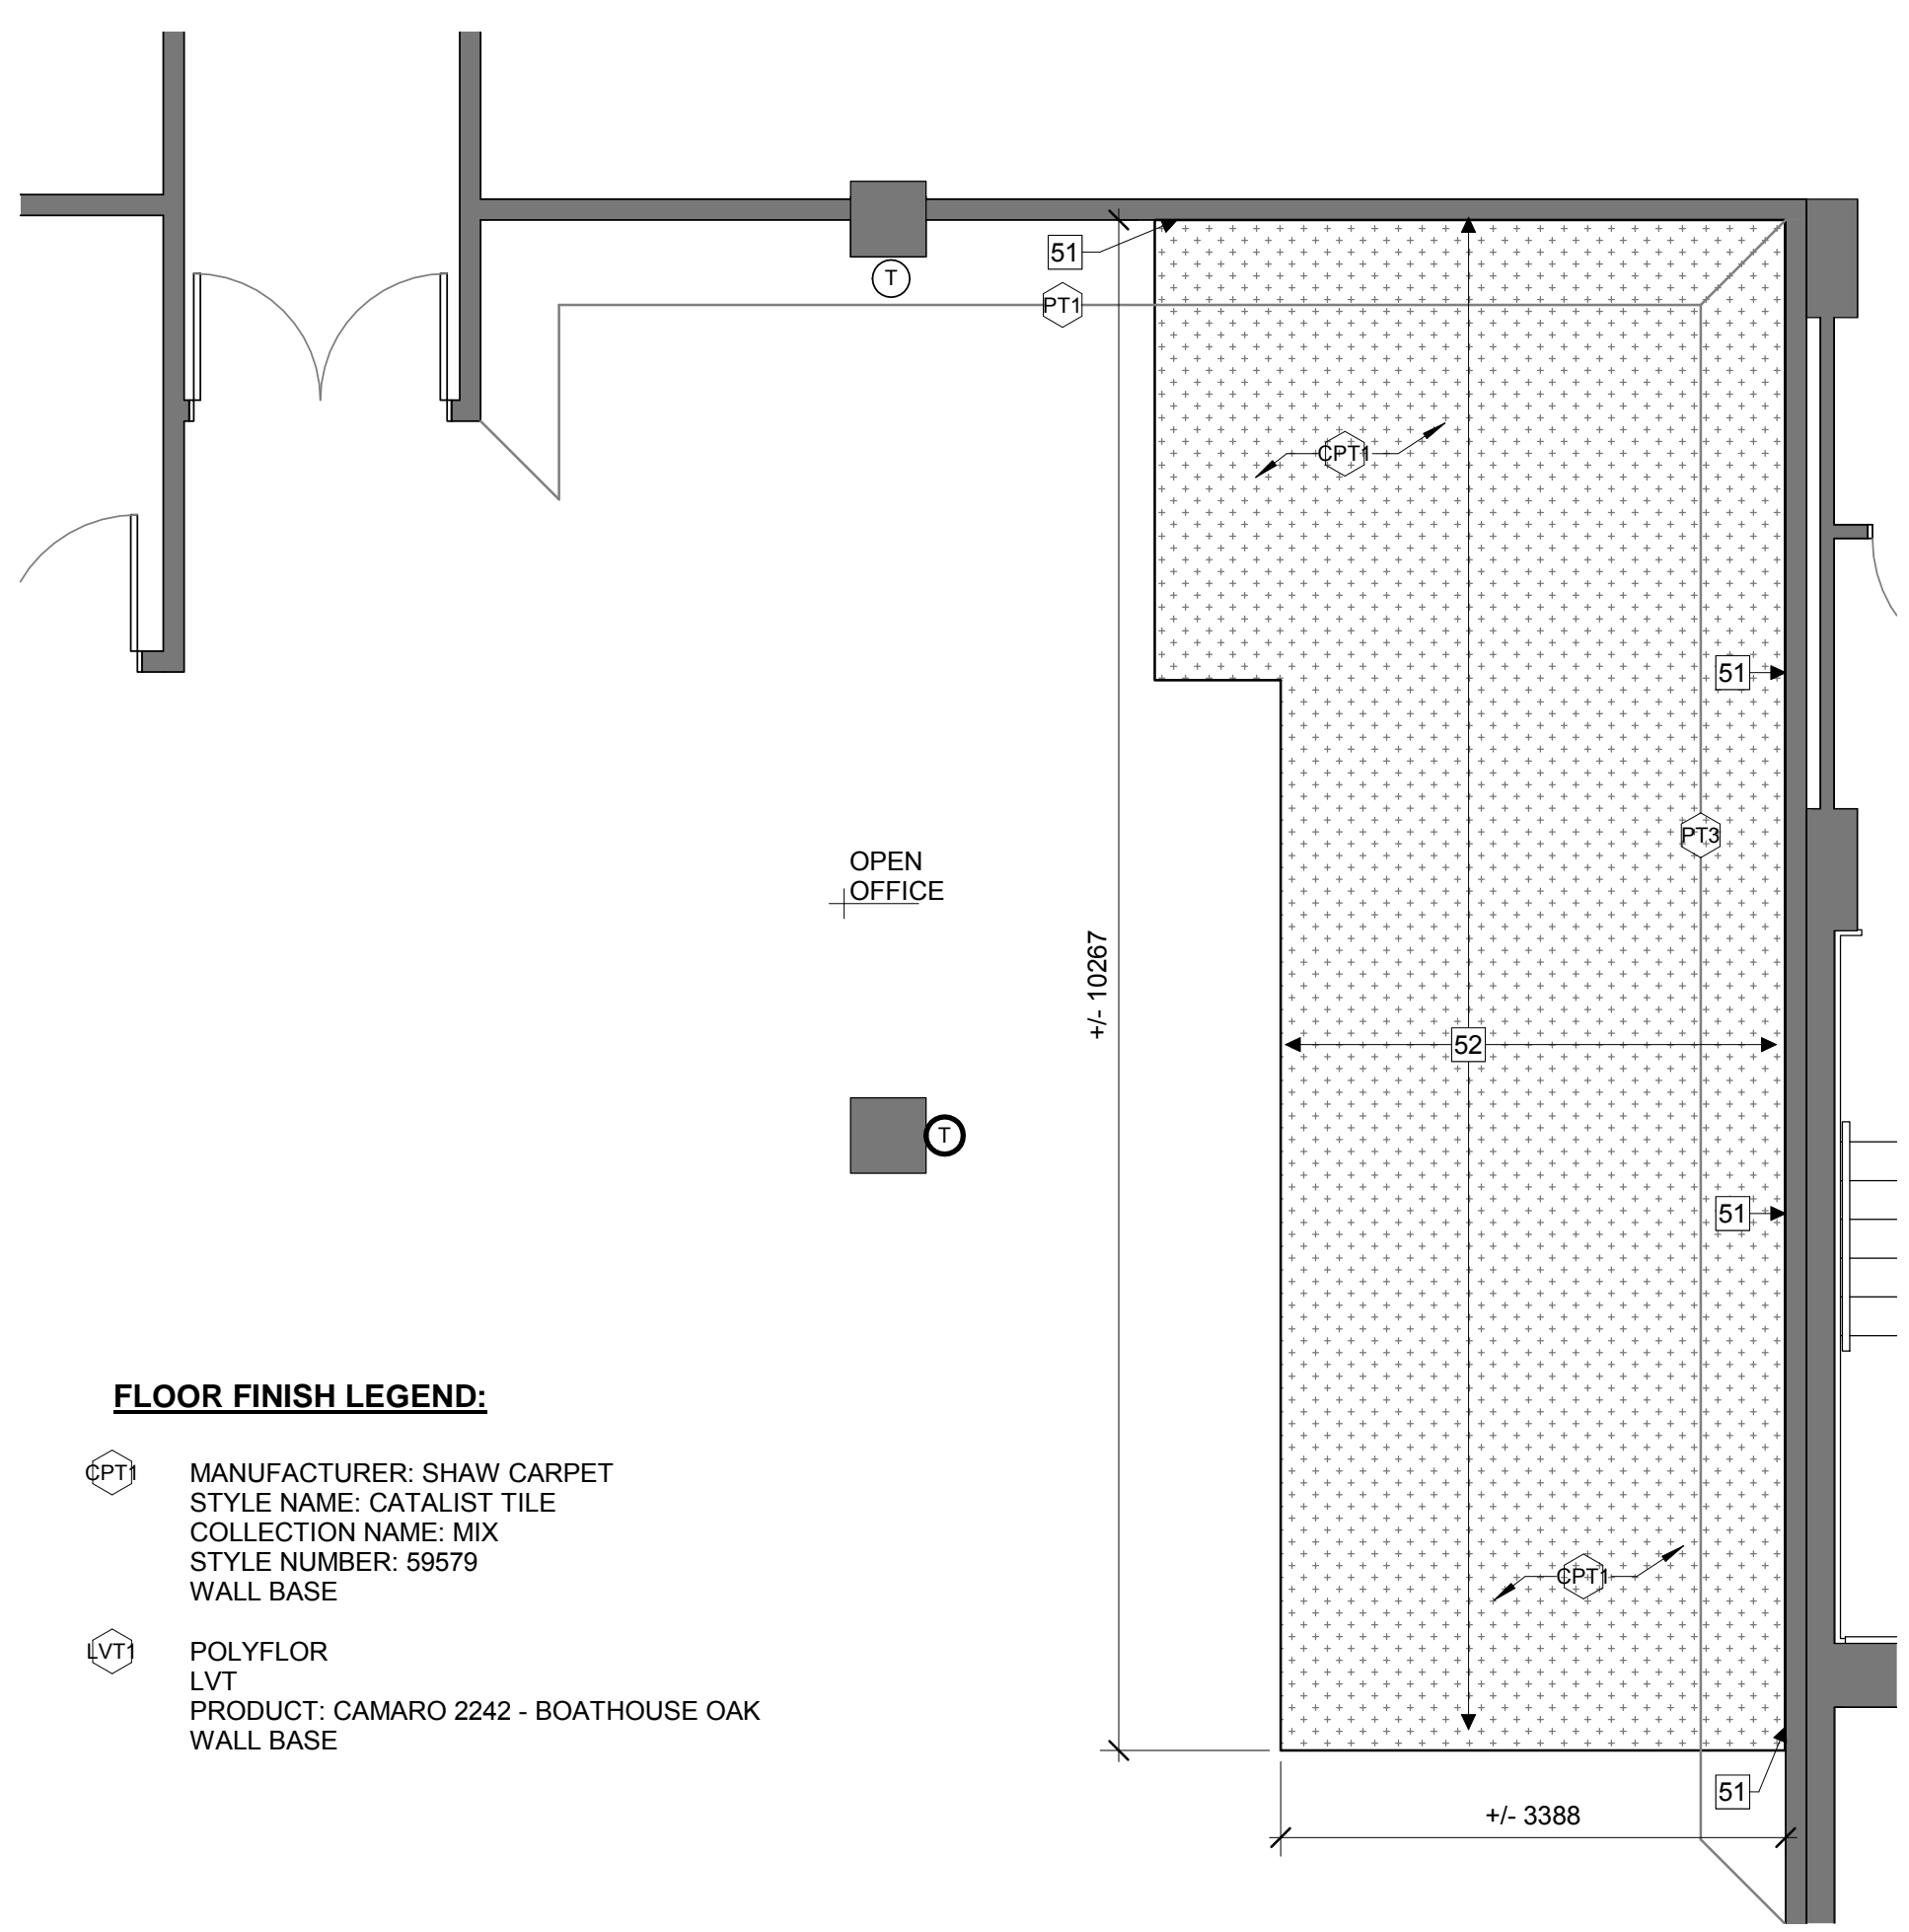 51
T
PT1
CPT1
51
PT3
OPEN
OFFICE
+/- 10267
52
T
51
FLOOR FINISH LEGEND:
CPT1
MANUFACTURER: SHAW CARPET
STYLE NAME: CATALIST TILE
COLLECTION NAME: MIX
STYLE NUMBER: 59579
WALL BASE
CPT1
LVT1
POLYFLOR
LVT
PRODUCT: CAMARO 2242 - BOATHOUSE OAK
WALL BASE
51
+/- 3388